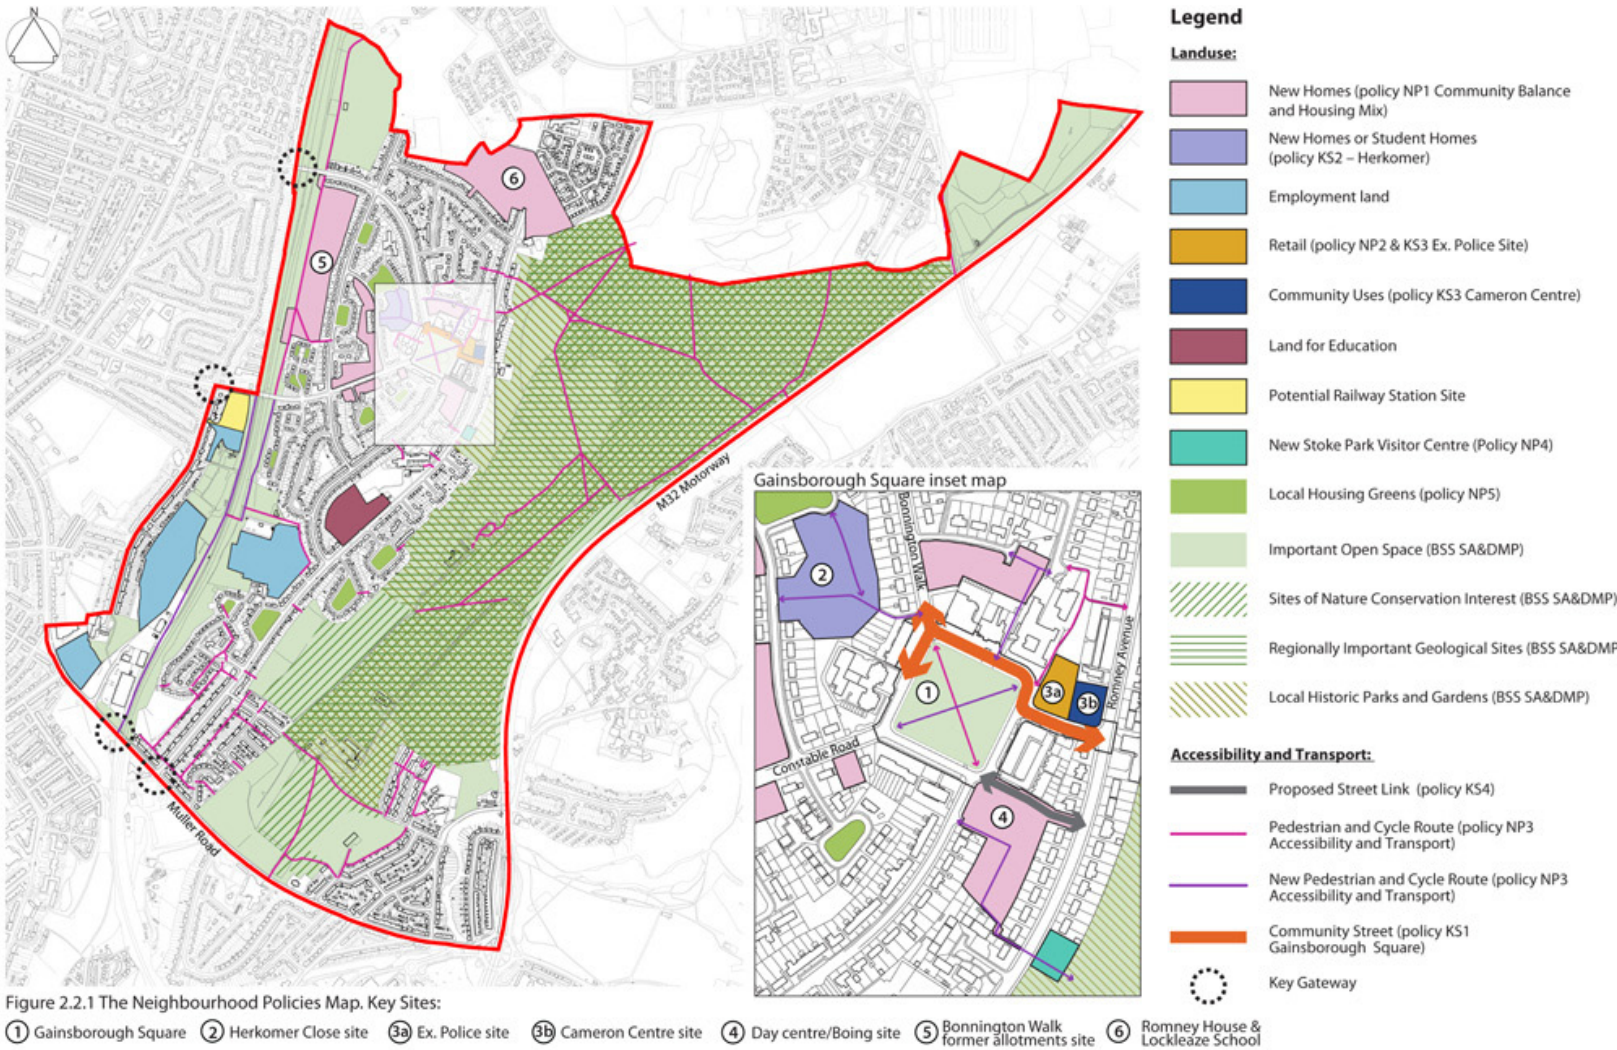 N
6
5
M32 Motorway
Muller Road
Gainsborough Square inset map
Bonnington Walk
2
1
3a
3b
Romney Avenue
Constable Road
4
Legend
Landuse:
New Homes (policy NP1 Community Balance
and Housing Mix)
New Homes or Student Homes
(policy KS2 – Herkomer)
Employment land
Retail (policy NP2 & KS3 Ex. Police Site)
Community Uses (policy KS3 Cameron Centre)
Land for Education
Potential Railway Station Site
New Stoke Park Visitor Centre (Policy NP4)
Local Housing Greens (policy NP5)
Important Open Space (BSS SA&DMP)
Sites of Nature Conservation Interest (BSS SA&DMP)
Regionally Important Geological Sites (BSS SA&DMP
Local Historic Parks and Gardens (BSS SA&DMP)
Accessibility and Transport:
Proposed Street Link (policy KS4)
Pedestrian and Cycle Route (policy NP3
Accessibility and Transport)
New Pedestrian and Cycle Route (policy NP3
Accessibility and Transport)
Community Street (policy KS1
Gainsborough Square)
Key Gateway
Figure 2.2.1 The Neighbourhood Policies Map. Key Sites:
1 Gainsborough Square 2 Herkomer Close site 3a Ex. Police site 3b Cameron Centre site 4 Day centre/Boing site 5 Bonnington Walk
former allotments site 6 Romney House &
Lockleaze School